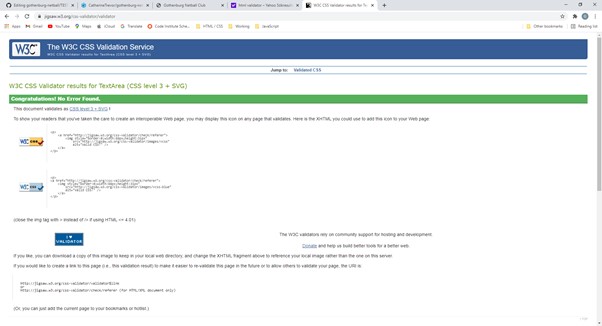 Editing gothenburg-netball/CSS
CatherineTrevor/gothenburg-ne
Gothenburg Netball Club
html validator - Yahoo Search
W3C CSS Validator results for Text
jigsaw.w3.org/css-validator/validator
Apps Gmail YouTube Maps iCloud Translate Code Institute Sche... HTML / CSS Working JavaScript Other bookmarks Reading list
W3C CSS The W3C CSS Validation Service
W3C CSS Validator results for TextArea (CSS level 3 + SVG)
Jump to: Validated CSS
W3C CSS Validator results for TextArea (CSS level 3 + SVG)
Congratulations! No Error Found.
This document validates as CSS level 3 + SVG !
To show your readers that you've taken the care to create an interoperable Web page, you may display this icon on any page that validates. Here is the XHTML you could use to add this icon to your Web page:
W3C css
<p>
<a href="http://jigsaw.w3.org/css-validator/check/referer">
<img style="border:0;width:88px;height:31px"
src="http://jigsaw.w3.org/css-validator/images/vcss"
alt="Valid CSS!" />
</a>
</p>
W3C css
<p>
<a href="http://jigsaw.w3.org/css-validator/check/referer">
<img style="border:0;width:88px;height:31px"
src="http://jigsaw.w3.org/css-validator/images/vcss-blue"
alt="Valid CSS!" />
</a>
</p>
(close the img tag with > instead of /> if using HTML <= 4.01)
I ♥
VALIDATOR
The W3C validators rely on community support for hosting and development.
Donate and help us build better tools for a better web.
If you like, you can download a copy of this image to keep in your local web directory, and change the XHTML fragment above to reference your local image rather than the one on this server.
If you would like to create a link to this page (i.e., this validation result) to make it easier to re-validate this page in the future or to allow others to validate your page, the URI is:
http://jigsaw.w3.org/css-validator/validator$link
or
http://jigsaw.w3.org/css-validator/check/referer (for HTML/XML document only)
(Or, you can just add the current page to your bookmarks or hotlist.)